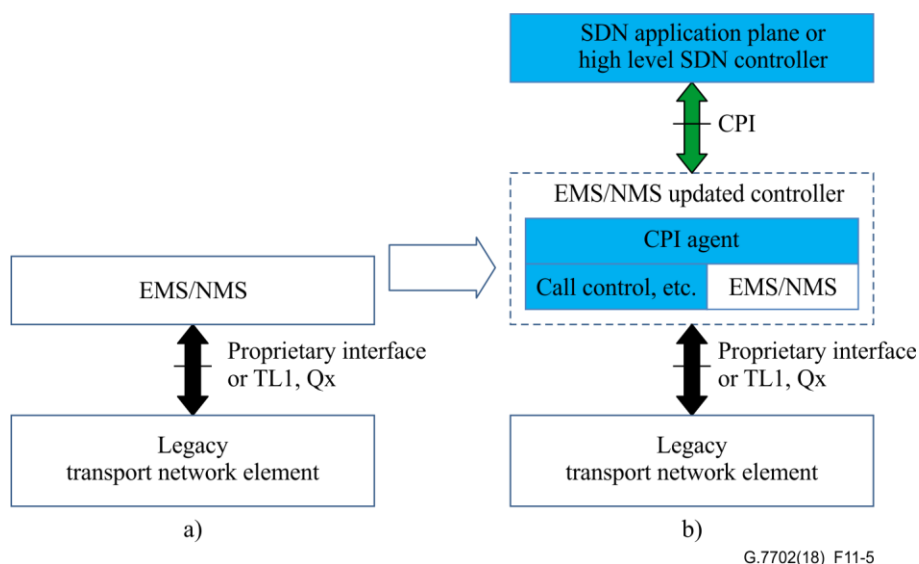 EMS/NMS
Proprietary interface
or TL1, Qx
Legacy
transport network element
a)
SDN application plane or
high level SDN controller
CPI
EMS/NMS updated controller
CPI agent
Call control, etc.
EMS/NMS
Proprietary interface
or TL1, Qx
Legacy
transport network element
b)
G.7702(18)_F11-5